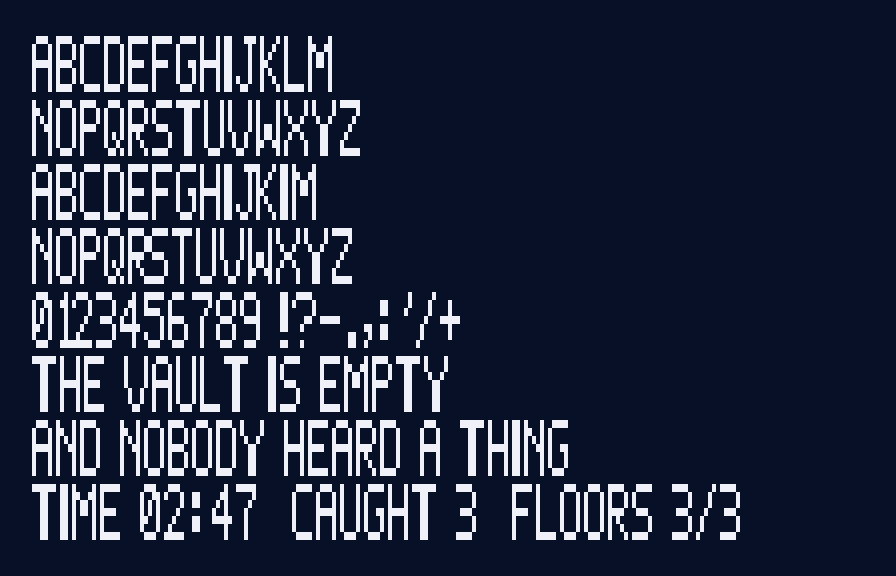 ABCDEFGHIJKLM
NOPQRSTUVWXYZ
ABCDEFGHIJKIM
NOPQRSTUVWXYZ
0123456789 !?-.,:'/+
THE VAULT IS EMPTY
AND NOBODY HEARD A THING
TIME 02:47 CAUGHT 3 FLOORS 3/3